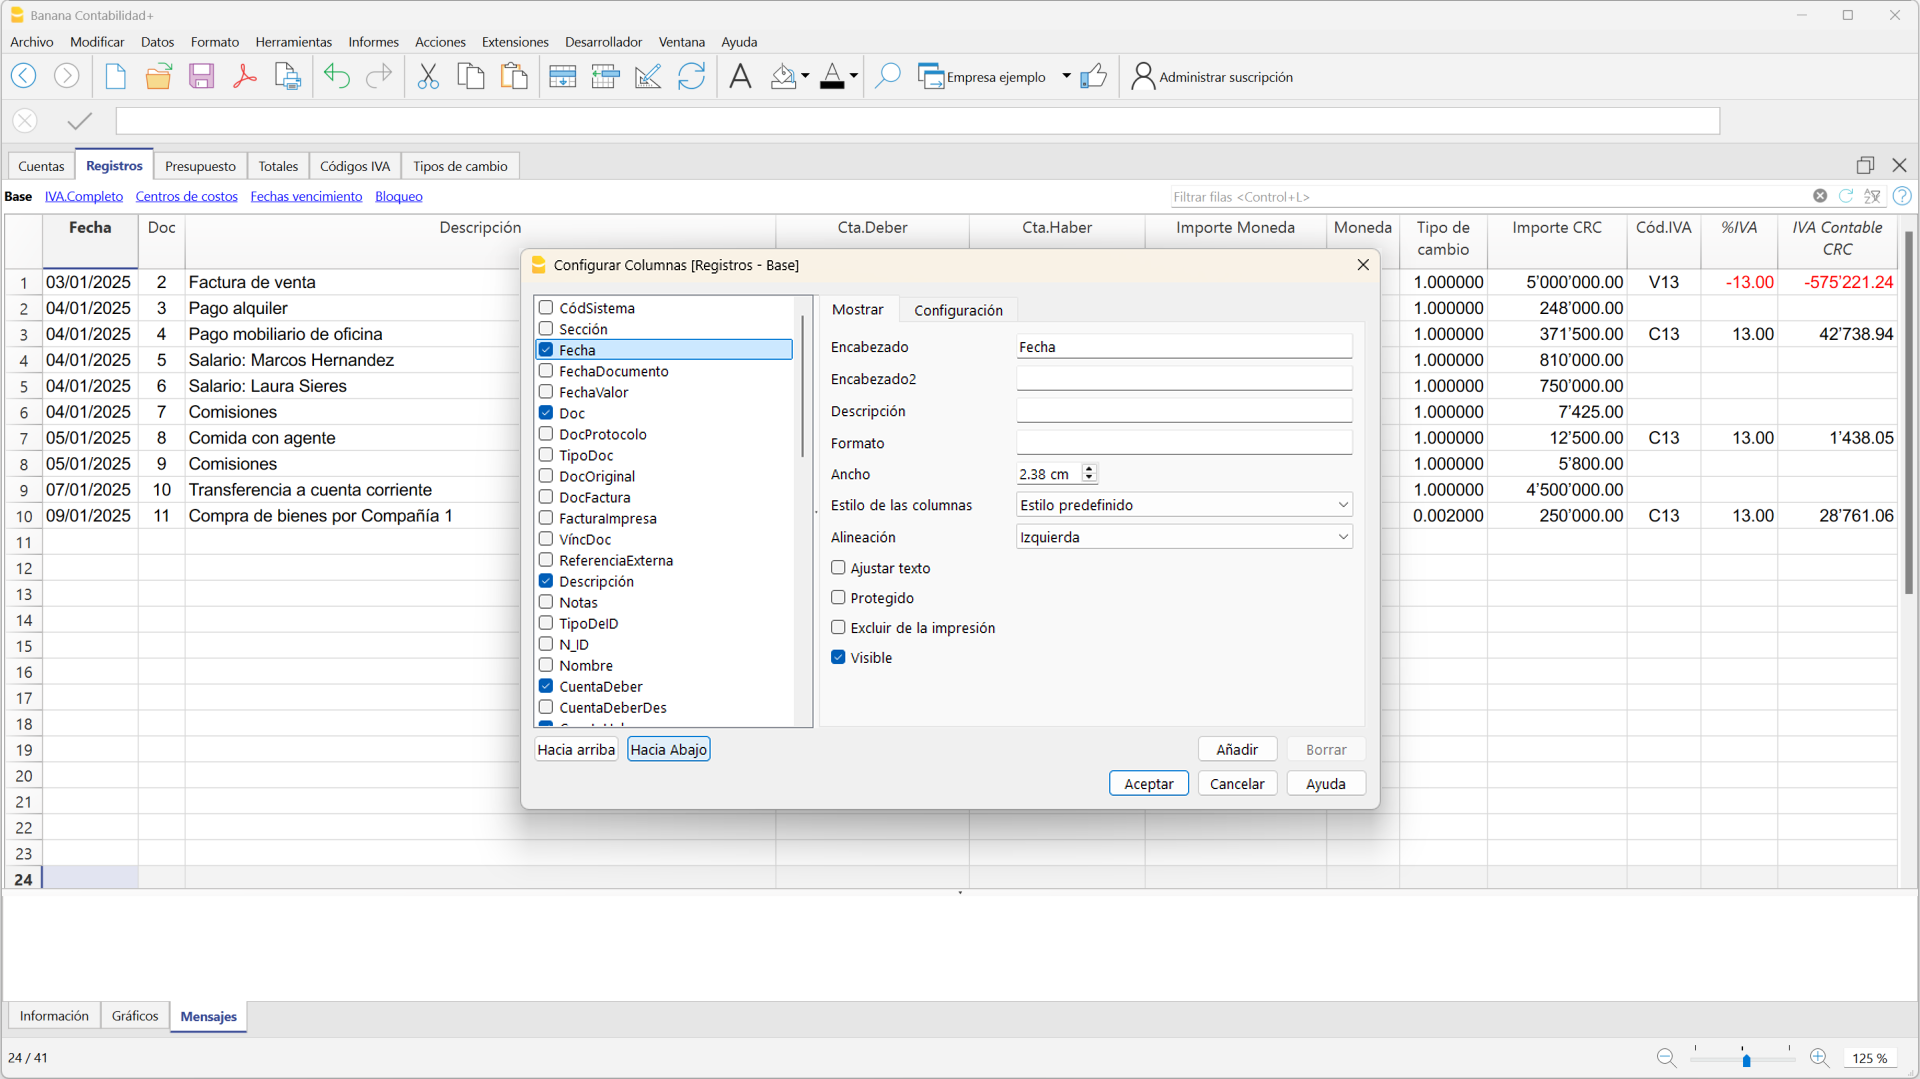 Banana Contabilidad+
Archivo Modificar Datos Formato Herramientas Informes Acciones Extensiones Desarrollador Ventana Ayuda
Empresa ejemplo Administrar suscripción
Cuentas Registros Presupuesto Totales Códigos IVA Tipos de cambio
Base IVA.Completo Centros de costos Fechas vencimiento Bloqueo Filtrar filas <Control+L>
Fecha Doc Descripción Cta.Deber Cta.Haber Importe Moneda Moneda Tipo de cambio Importe CRC Cód.IVA %IVA IVA Contable CRC
1 03/01/2025 2 Factura de venta 1.000000 5'000'000.00 V13 -13.00 -575'221.24
2 04/01/2025 3 Pago alquiler 1.000000 248'000.00
3 04/01/2025 4 Pago mobiliario de oficina 1.000000 371'500.00 C13 13.00 42'738.94
4 04/01/2025 5 Salario: Marcos Hernandez 1.000000 810'000.00
5 04/01/2025 6 Salario: Laura Sieres 1.000000 750'000.00
6 04/01/2025 7 Comisiones 1.000000 7'425.00
7 05/01/2025 8 Comida con agente 1.000000 12'500.00 C13 13.00 1'438.05
8 05/01/2025 9 Comisiones 1.000000 5'800.00
9 07/01/2025 10 Transferencia a cuenta corriente 1.000000 4'500'000.00
10 09/01/2025 11 Compra de bienes por Compañía 1 0.002000 250'000.00 C13 13.00 28'761.06
11
12
13
14
15
16
17
18
19
20
21
22
23
24
Configurar Columnas [Registros - Base]
CódSistema
Sección
Fecha
FechaDocumento
FechaValor
Doc
DocProtocolo
TipoDoc
DocOriginal
DocFactura
FacturaImpresa
VíncDoc
ReferenciaExterna
Descripción
Notas
TipoDeID
N_ID
Nombre
CuentaDeber
CuentaDeberDes
Hacia arriba Hacia Abajo
Mostrar Configuración
Encabezado Fecha
Encabezado2
Descripción
Formato
Ancho 2.38 cm
Estilo de las columnas Estilo predefinido
Alineación Izquierda
Ajustar texto
Protegido
Excluir de la impresión
Visible
Añadir Borrar
Aceptar Cancelar Ayuda
Información Gráficos Mensajes
24 / 41 125 %